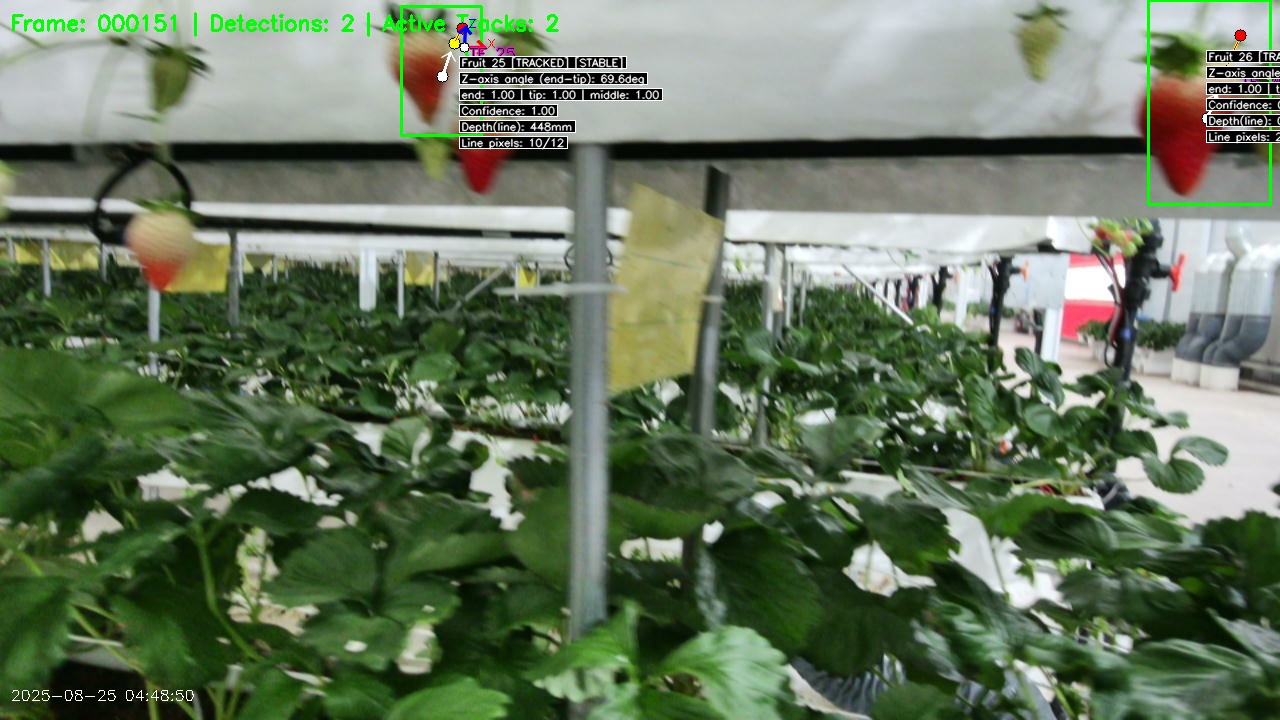 Frame: 000151 | Detections: 2 | Active Tracks: 2
Z
X
Fruit 25 [TRACKED] [STABLE]
Z-axis angle (end-tip): 69.6deg
end: 1.00 | tip: 1.00 | middle: 1.00
Confidence: 1.00
Depth(line): 448mm
Line pixels: 10/12
Fruit 26 [TRA
Z-axis angle
end: 1.00 | t
Confidence:
Depth(line):
Line pixels:
2025-08-25 04:48:50